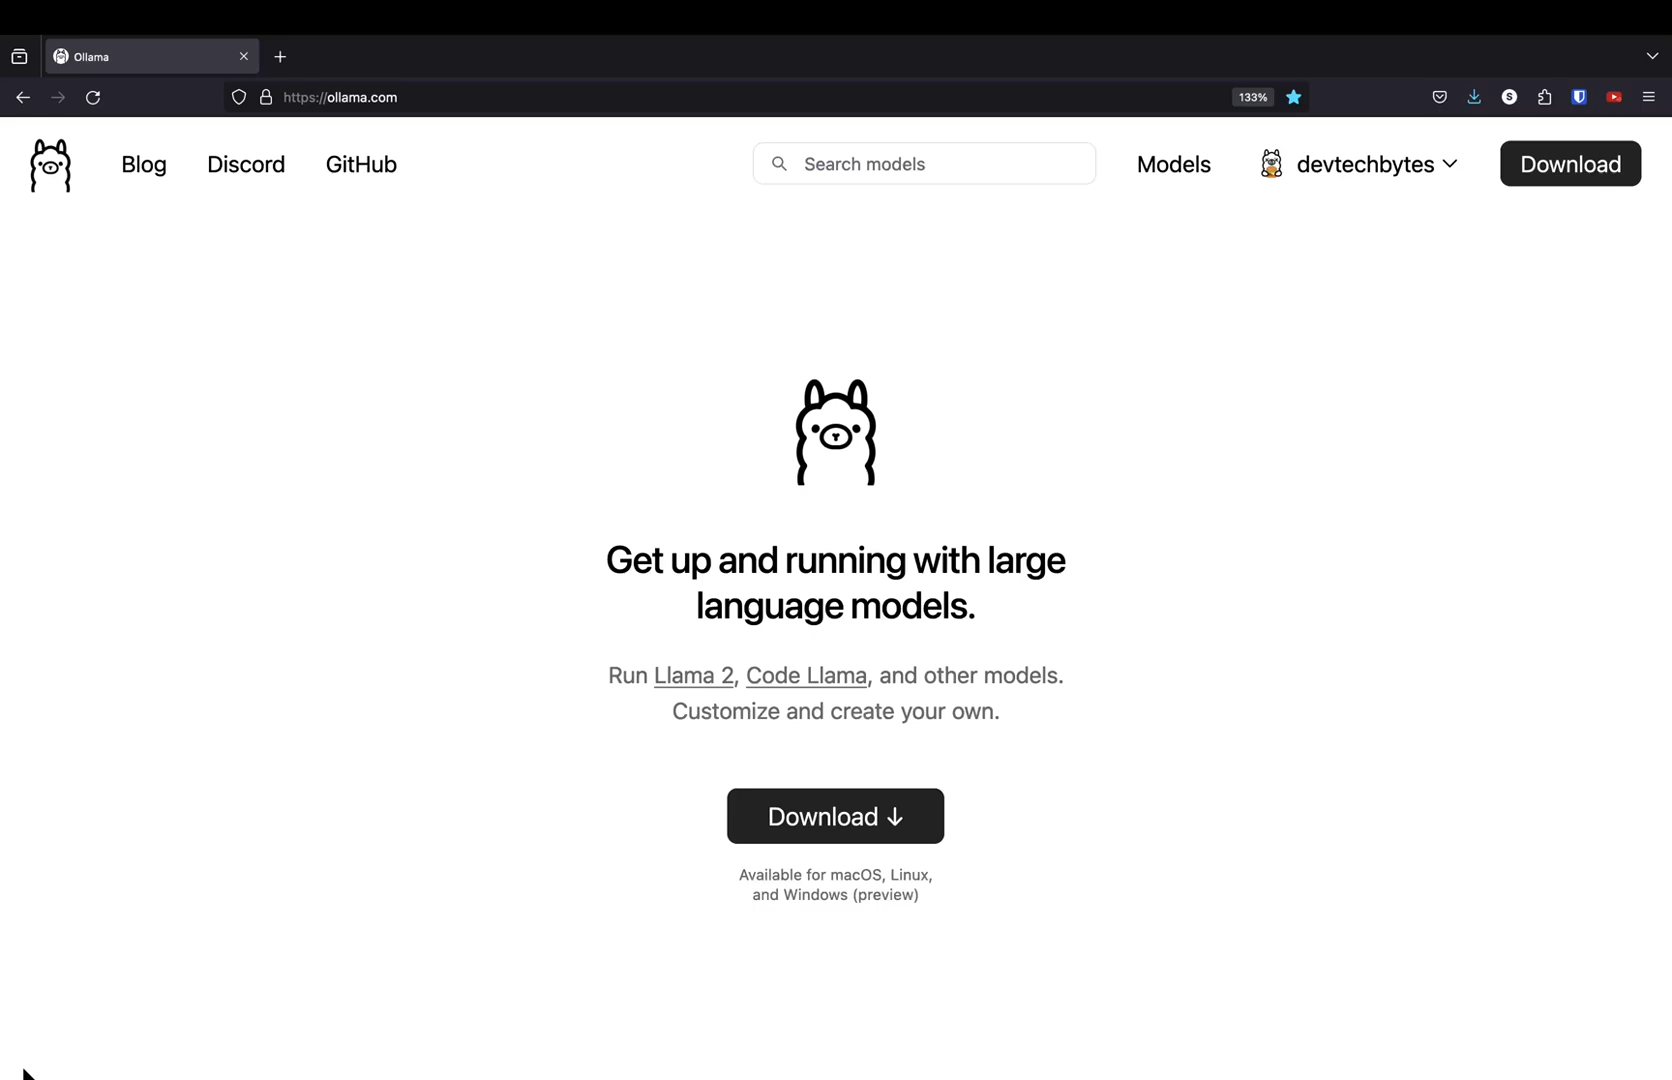 Ollama
https://ollama.com
133%
S
Blog
Discord
GitHub
Search models
Models
devtechbytes
Download
Get up and running with large
language models.
Run Llama 2, Code Llama, and other models.
Customize and create your own.
Download ↓
Available for macOS, Linux,
and Windows (preview)